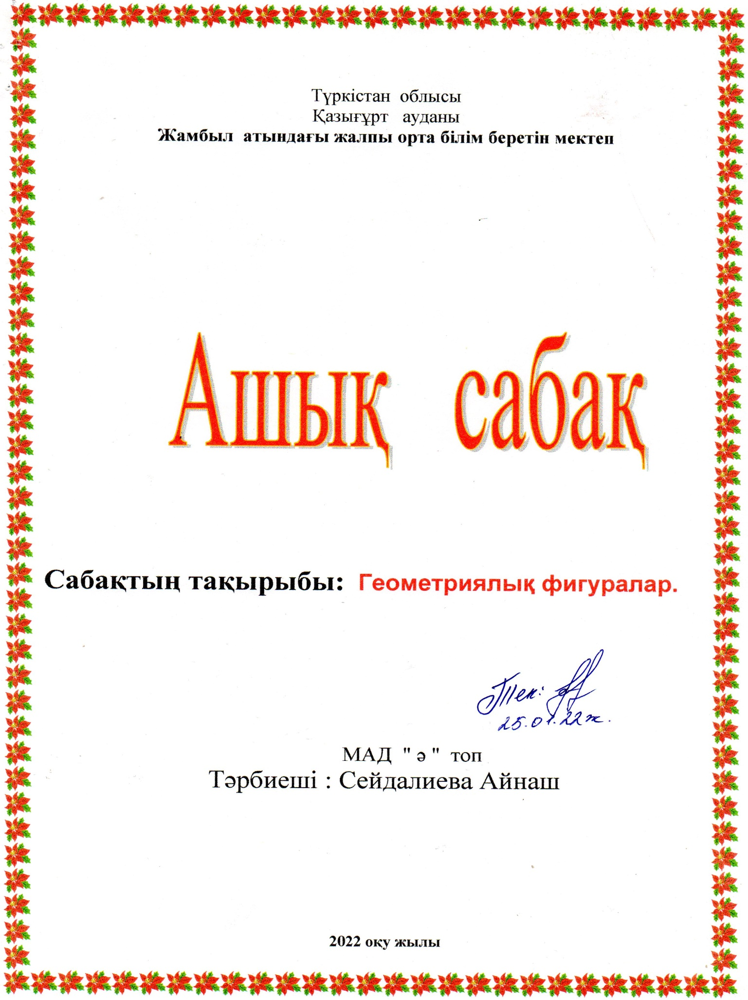 Түркістан облысы
Қазығұрт ауданы
Жамбыл атындағы жалпы орта білім беретін мектеп
Ашық сабақ
Сабақтың тақырыбы: Геометриялық фигуралар.
Тек:
25.01.22ж.
МАД " ә " топ
Тәрбиеші : Сейдалиева Айнаш
2022 оқу жылы